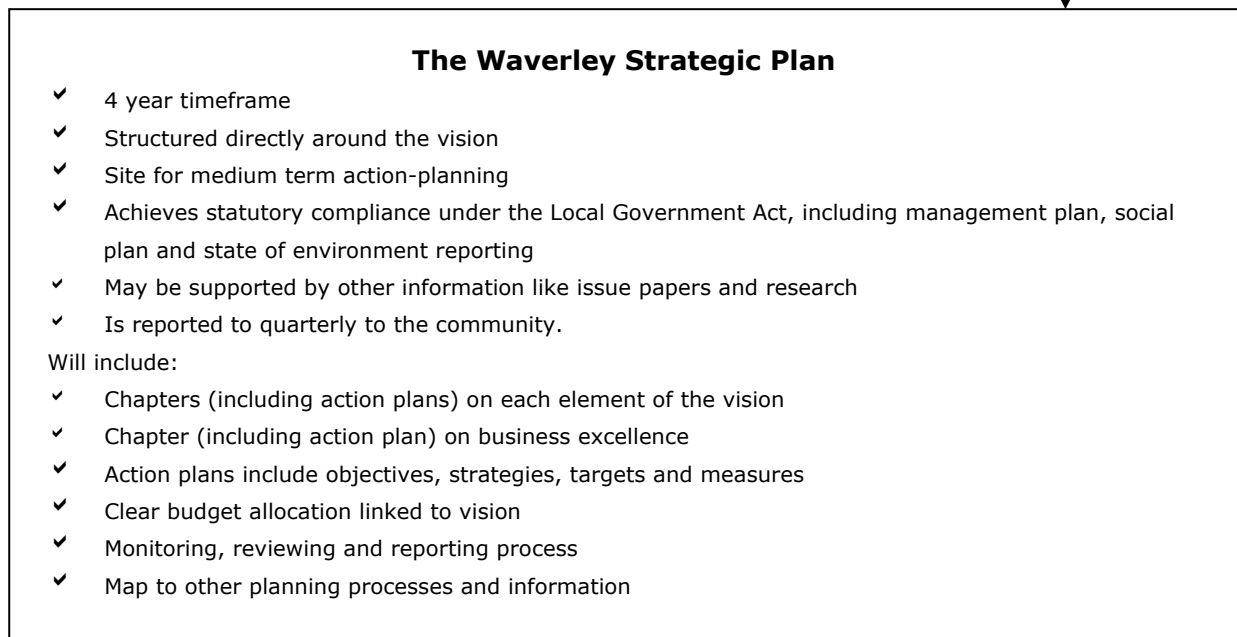 The Waverley Strategic Plan
✔ 4 year timeframe
✔ Structured directly around the vision
✔ Site for medium term action-planning
✔ Achieves statutory compliance under the Local Government Act, including management plan, social
plan and state of environment reporting
✔ May be supported by other information like issue papers and research
✔ Is reported to quarterly to the community.
Will include:
✔ Chapters (including action plans) on each element of the vision
✔ Chapter (including action plan) on business excellence
✔ Action plans include objectives, strategies, targets and measures
✔ Clear budget allocation linked to vision
✔ Monitoring, reviewing and reporting process
✔ Map to other planning processes and information